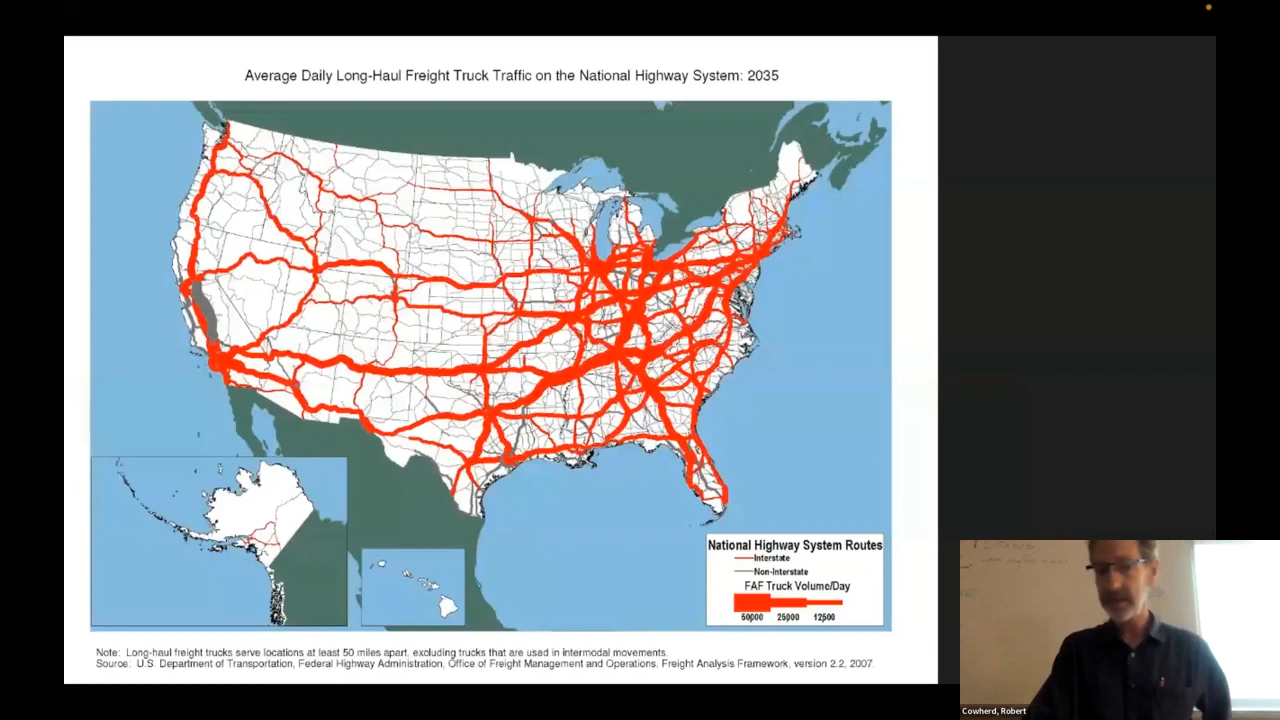 Average Daily Long-Haul Freight Truck Traffic on the National Highway System: 2035
National Highway System Routes
Interstate
Non-Interstate
FAF Truck Volume/Day
50000 25000 12500
Note: Long-haul freight trucks serve locations at least 50 miles apart, excluding trucks that are used in intermodal movements.
Source: U.S. Department of Transportation, Federal Highway Administration, Office of Freight Management and Operations, Freight Analysis Framework, version 2.2, 2007.
Cowherd, Robert